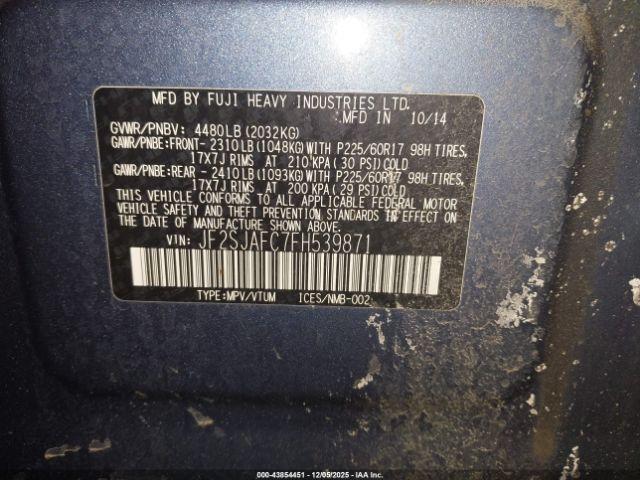 MFD BY FUJI HEAVY INDUSTRIES LTD.
MFD. IN 10/14
GVWR/PNBV: 4480LB(2032KG)
GAWR/PNBE:FRONT- 2310LB(1048KG)WITH P225/60R17 98H TIRES,
17X7J RIMS AT 210 KPA(30 PSI)COLD
GAWR/PNBE:REAR - 2410LB(1093KG)WITH P225/60R17 98H TIRES,
17X7J RIMS AT 200 KPA(29 PSI)COLD
THIS VEHICLE CONFORMS TO ALL APPLICABLE FEDERAL MOTOR
VEHICLE SAFETY AND THEFT PREVENTION STANDARDS IN EFFECT ON
THE DATE OF MANUFACTURE SHOWN ABOVE.
VIN: JF2SJAFC7FH539871
TYPE:MPV/VTUM ICES/NMB-002
000-43854451 - 12/05/2025 - IAA Inc.